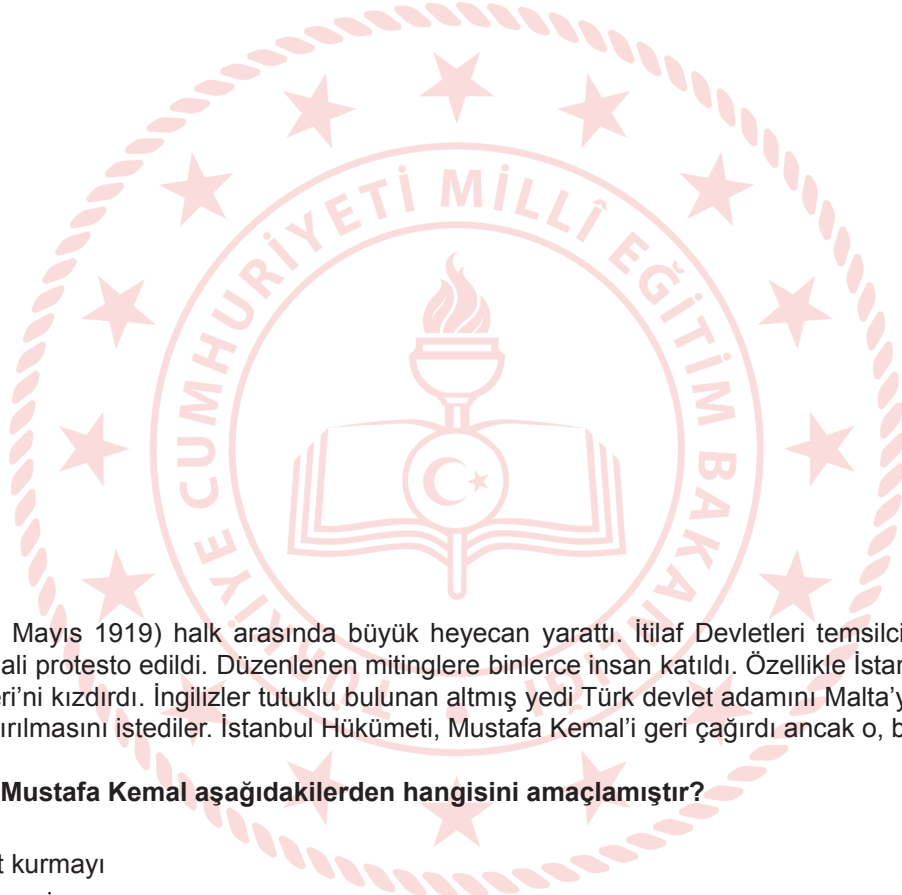 TÜRKİYE CUMHURİYETİ MİLLÎ EĞİTİM BAKANLIĞI
Mayıs 1919) halk arasında büyük heyecan yarattı. İtilaf Devletleri temsilci
ali protesto edildi. Düzenlenen mitinglere binlerce insan katıldı. Özellikle İstan
eri’ni kızdırdı. İngilizler tutuklu bulunan altmış yedi Türk devlet adamını Malta’y
ırılmasını istediler. İstanbul Hükümeti, Mustafa Kemal’i geri çağırdı ancak o, b
Mustafa Kemal aşağıdakilerden hangisini amaçlamıştır?
t kurmayı